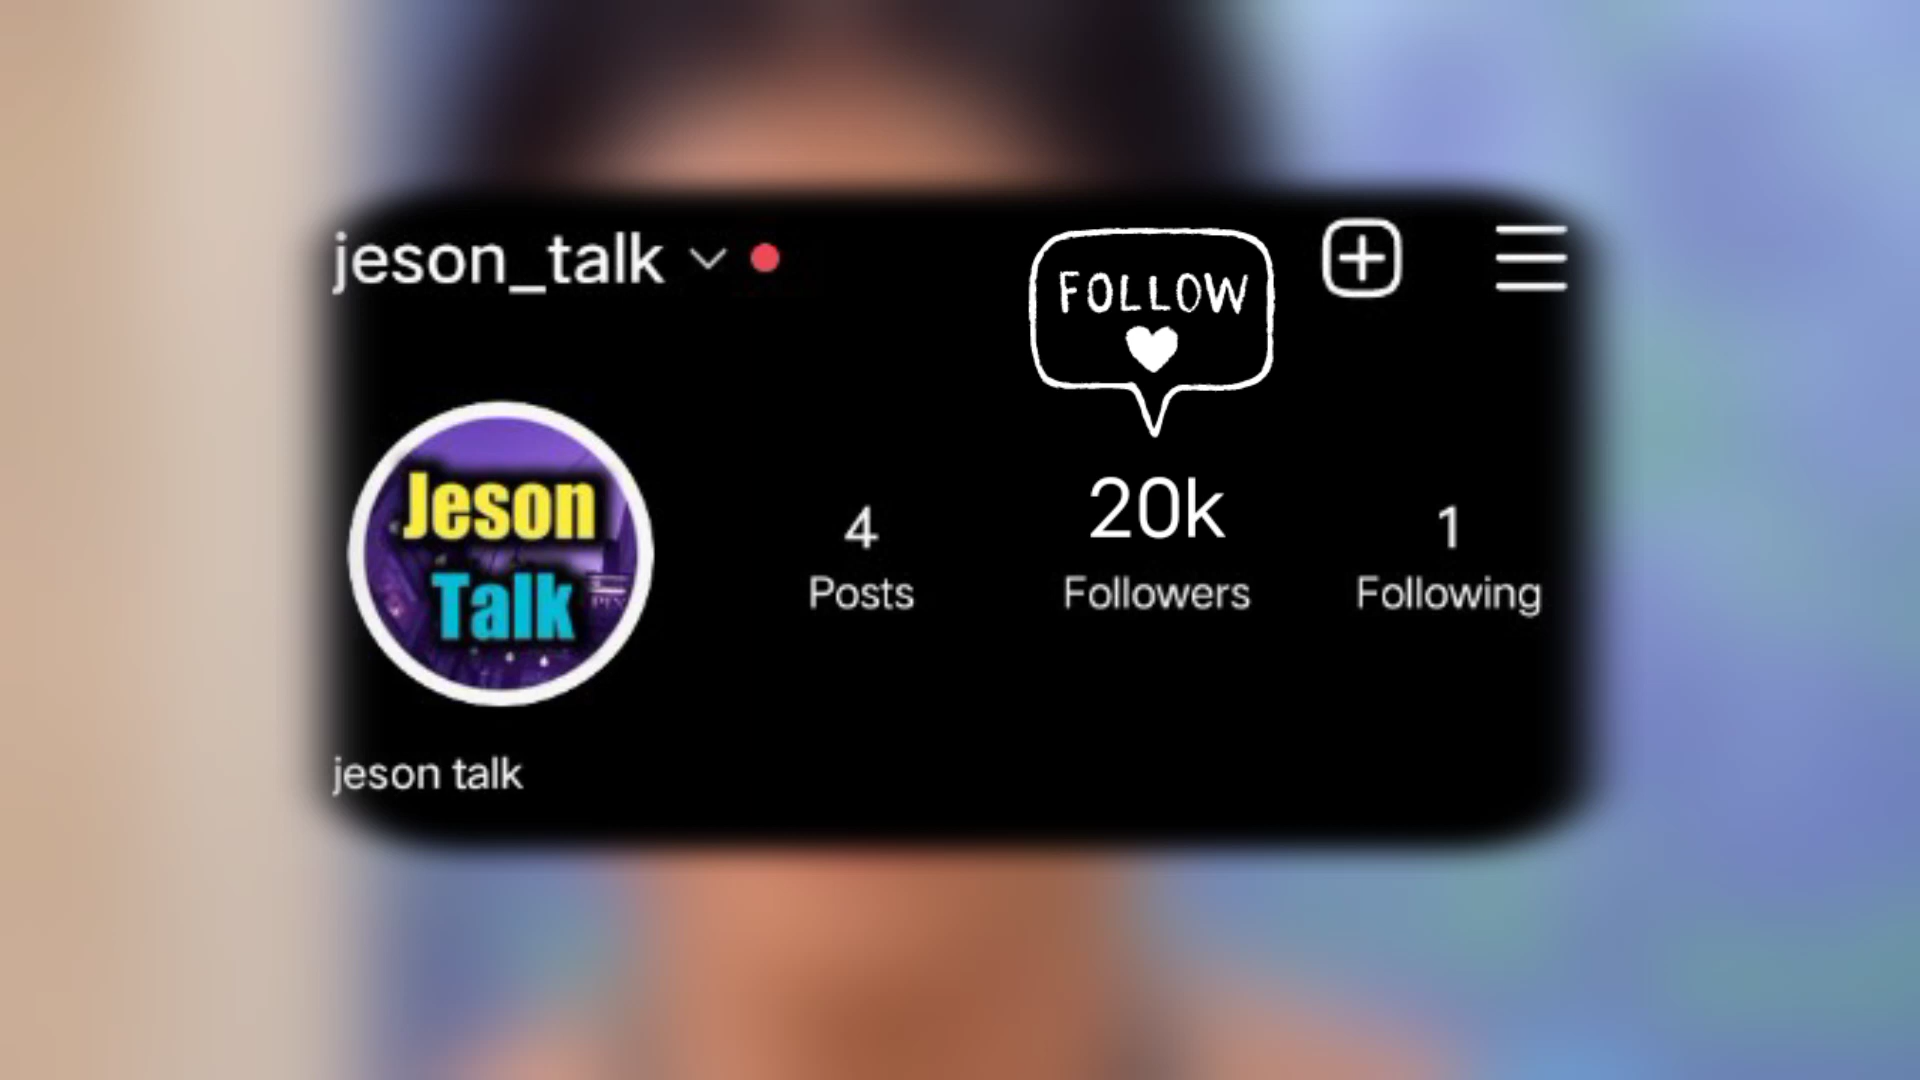 jeson_talk
FOLLOW
Jeson
Talk
4
20k
1
Posts
Followers
Following
jeson talk